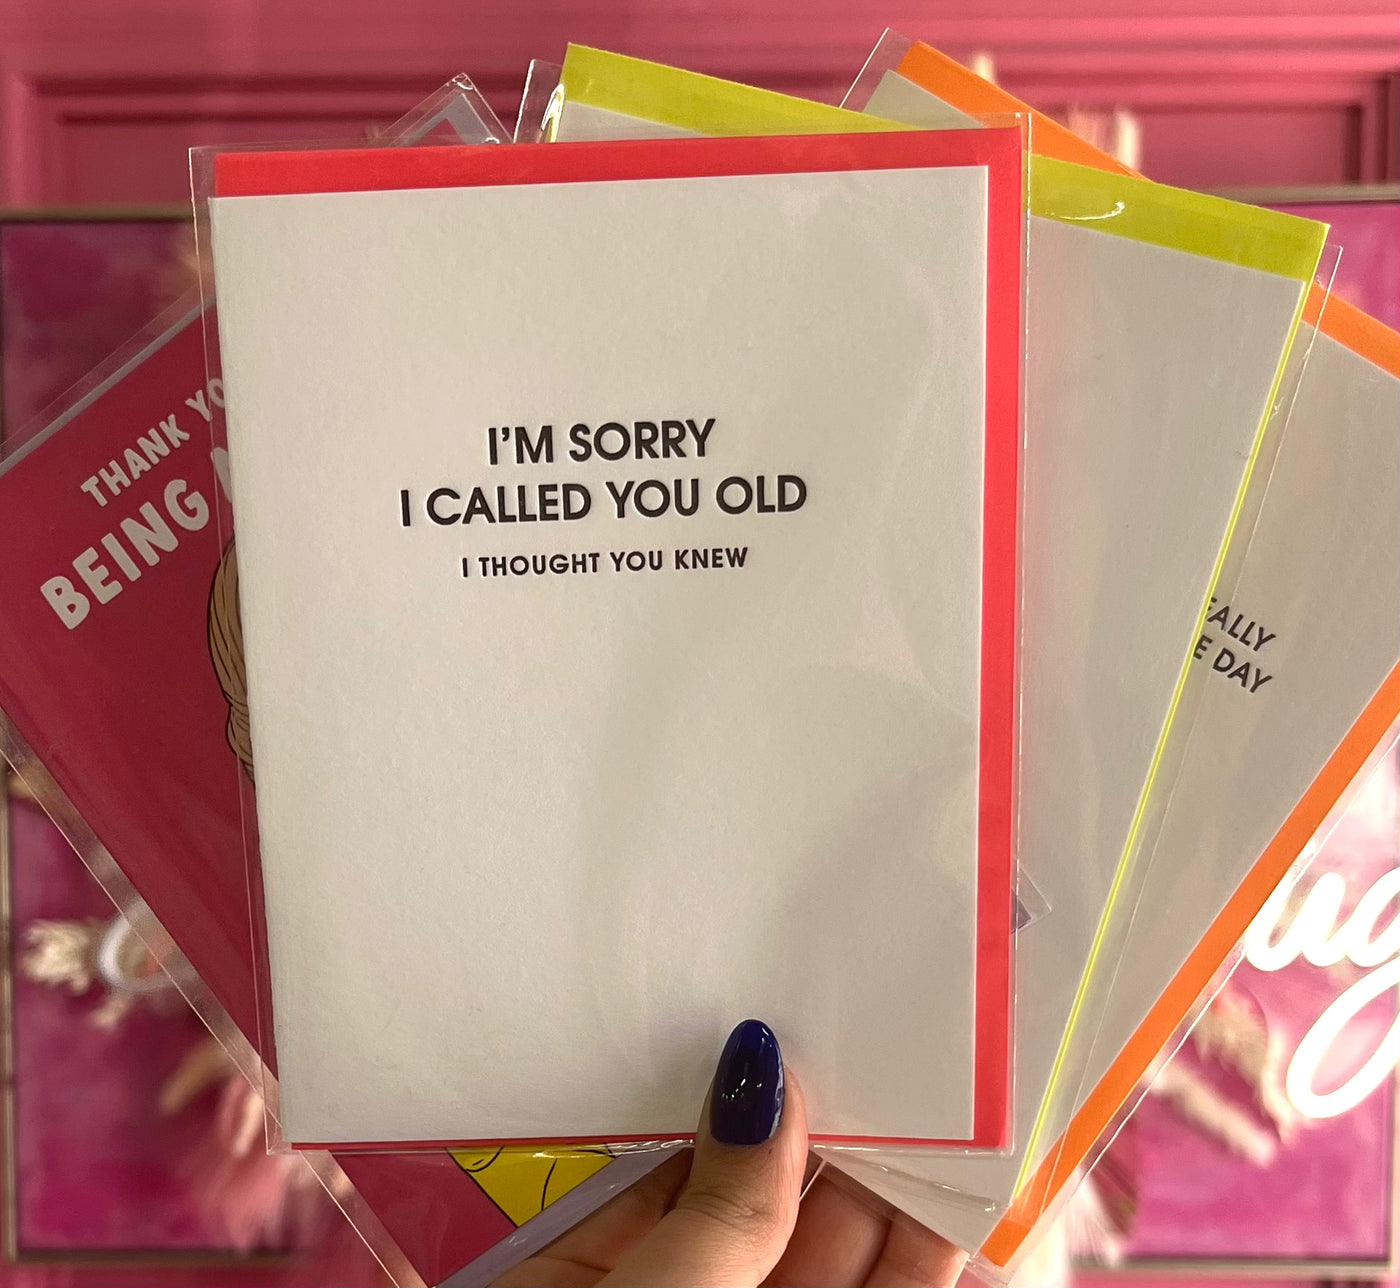 I'M SORRY
I CALLED YOU OLD
I THOUGHT YOU KNEW
THANK
BEING
DAY